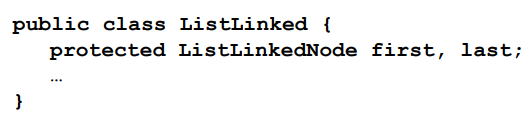 public class ListLinked {
protected ListLinkedNode first, last;
…
}